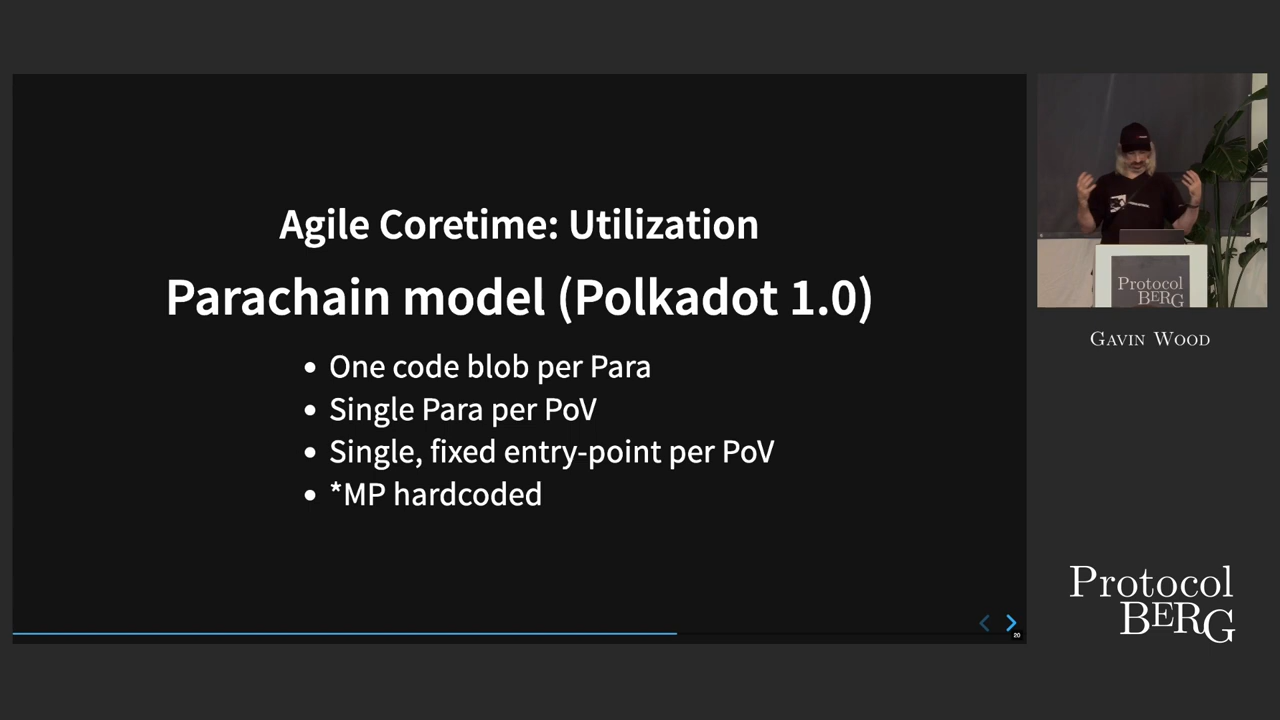 Agile Coretime: Utilization
Parachain model (Polkadot 1.0)
• One code blob per Para
• Single Para per PoV
• Single, fixed entry-point per PoV
• *MP hardcoded
20
Protocol
BERG
GAVIN WOOD
Protocol
BERG